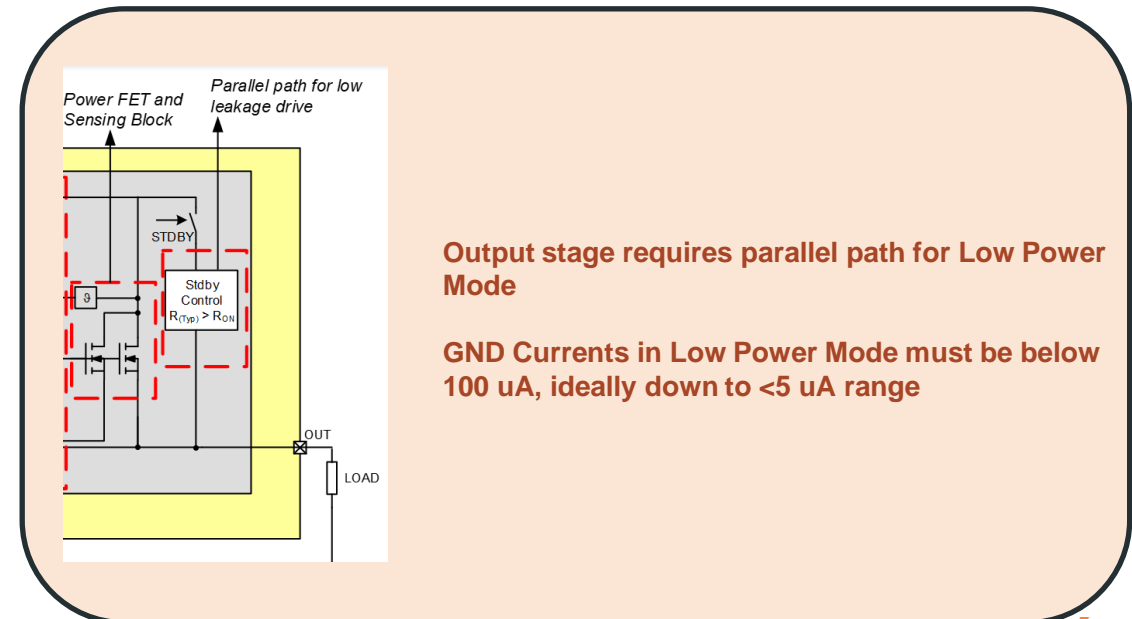 Power FET and
Sensing Block
Parallel path for low
leakage drive
STDBY
Stdby
Control
R(Typ) > RON
ϑ
OUT
LOAD
Output stage requires parallel path for Low Power
Mode
GND Currents in Low Power Mode must be below
100 uA, ideally down to <5 uA range